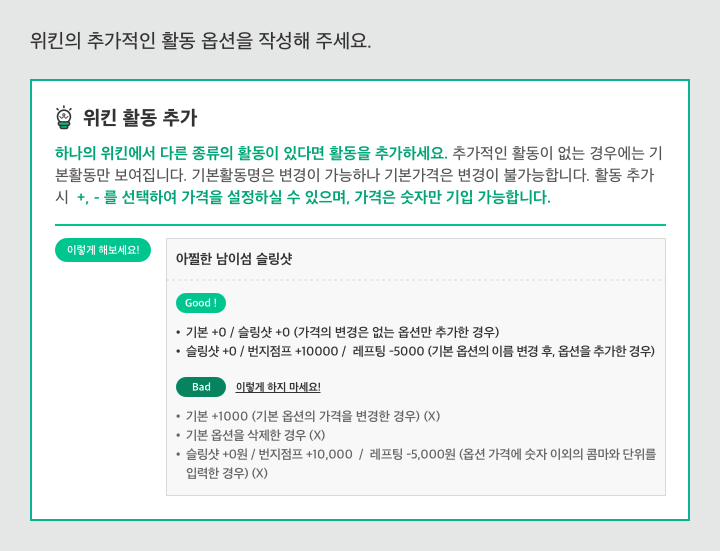 위킨의 추가적인 활동 옵션을 작성해 주세요.
위킨 활동 추가
하나의 위킨에서 다른 종류의 활동이 있다면 활동을 추가하세요. 추가적인 활동이 없는 경우에는 기
본활동만 보여집니다. 기본활동명은 변경이 가능하나 기본가격은 변경이 불가능합니다. 활동 추가
시 +, - 를 선택하여 가격을 설정하실 수 있으며, 가격은 숫자만 기입 가능합니다.
이렇게 해보세요!
아찔한 남이섬 슬링샷
Good !
• 기본 +0 / 슬링샷 +0 (가격의 변경은 없는 옵션만 추가한 경우)
• 슬링샷 +0 / 번지점프 +10000 / 레프팅 -5000 (기본 옵션의 이름 변경 후, 옵션을 추가한 경우)
Bad 이렇게 하지 마세요!
• 기본 +1000 (기본 옵션의 가격을 변경한 경우) (X)
• 기본 옵션을 삭제한 경우 (X)
• 슬링샷 +0원 / 번지점프 +10,000 / 레프팅 -5,000원 (옵션 가격에 숫자 이외의 콤마와 단위를
입력한 경우) (X)